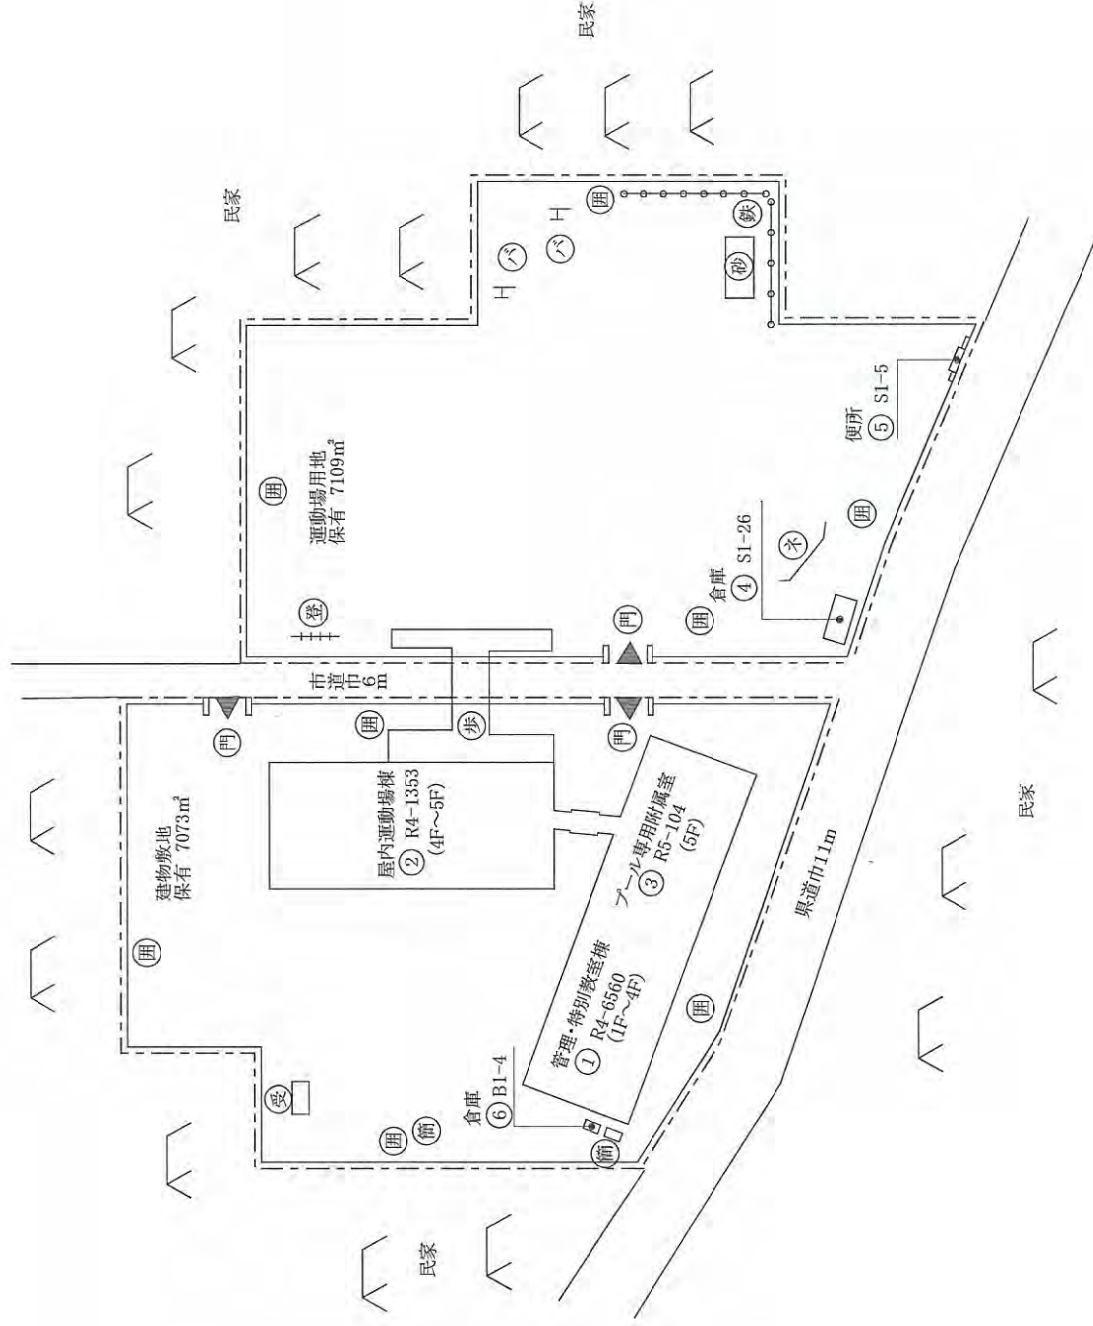 民家
民家
民家
民家
建物敷地
保有 7073㎡
運動場用地
保有 7109㎡
市道巾6m
県道巾11m
屋内運動場棟
② R4-1353
(4F～5F)
管理・特別教室棟
① R4-6560
(1F～4F)
プール専用附属室
③ R5-104
(5F)
倉庫
⑥ B1-4
倉庫
④ S1-26
便所
⑤ S1-5
受
囲
囲
簡
簡
囲
囲
歩
門
門
門
登
囲
囲
囲
囲
ネ
バ
バ
砂
鉄